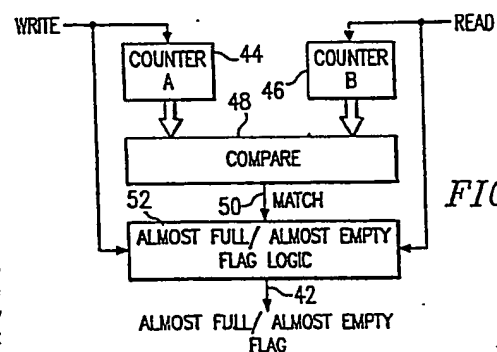 WRITE
READ
COUNTER
A
44
COUNTER
B
46
48
COMPARE
50
MATCH
52
FIG
ALMOST FULL/ ALMOST EMPTY
FLAG LOGIC
42
ALMOST FULL/ ALMOST EMPTY
FLAG